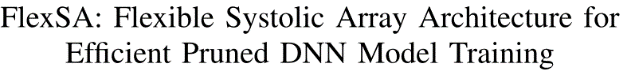 FlexSA: Flexible Systolic Array Architecture for
Efficient Pruned DNN Model Training